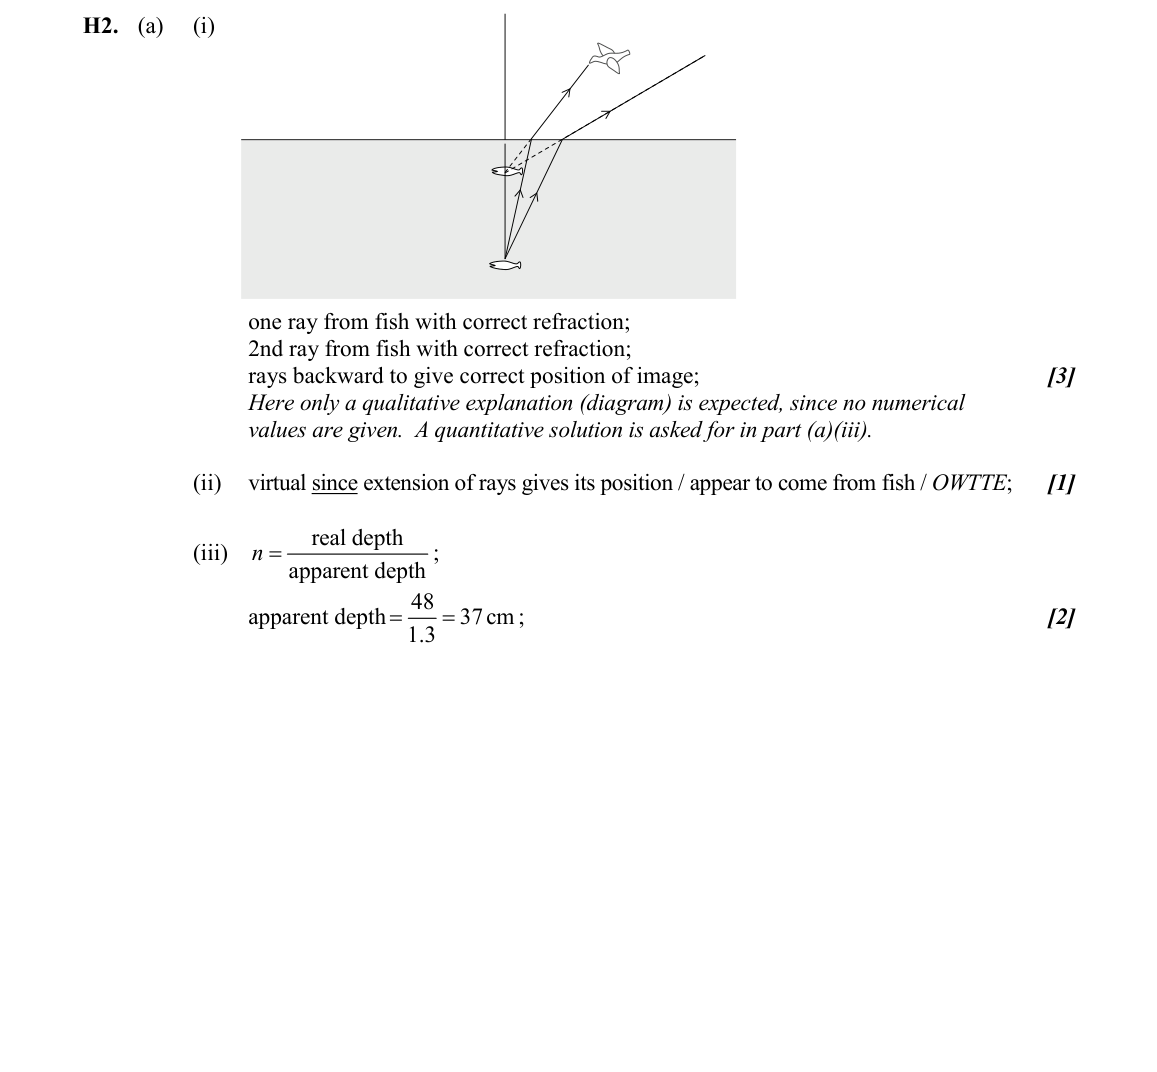 H2. (a) (i)
one ray from fish with correct refraction;
2nd ray from fish with correct refraction;
rays backward to give correct position of image; [3]
Here only a qualitative explanation (diagram) is expected, since no numerical
values are given. A quantitative solution is asked for in part (a)(iii).
(ii) virtual since extension of rays gives its position / appear to come from fish / OWTTE; [1]
(iii) n = real depth / apparent depth ;
apparent depth = 48 / 1.3 = 37 cm ; [2]